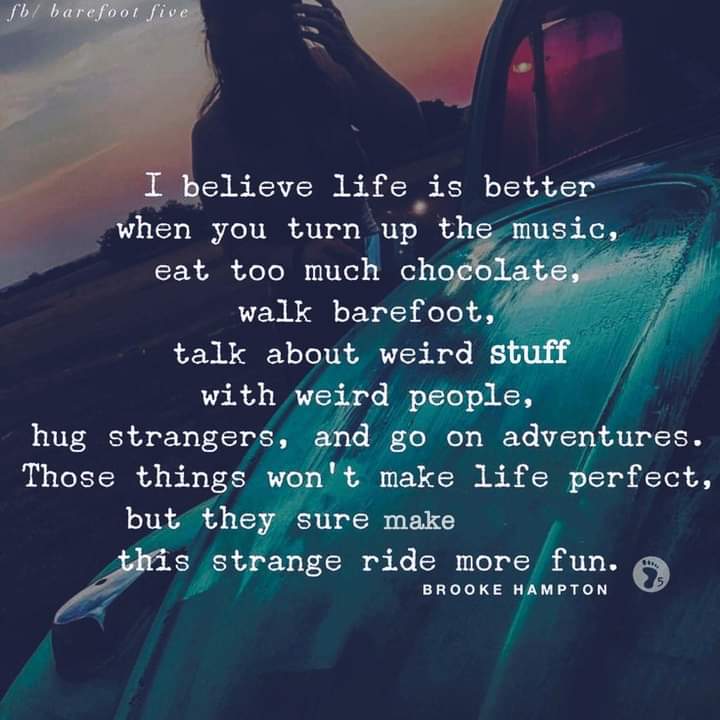 fb/ barefoot five
I believe life is better
when you turn up the music,
eat too much chocolate,
walk barefoot,
talk about weird stuff
with weird people,
hug strangers, and go on adventures.
Those things won't make life perfect,
but they sure make
this strange ride more fun.
5
BROOKE HAMPTON